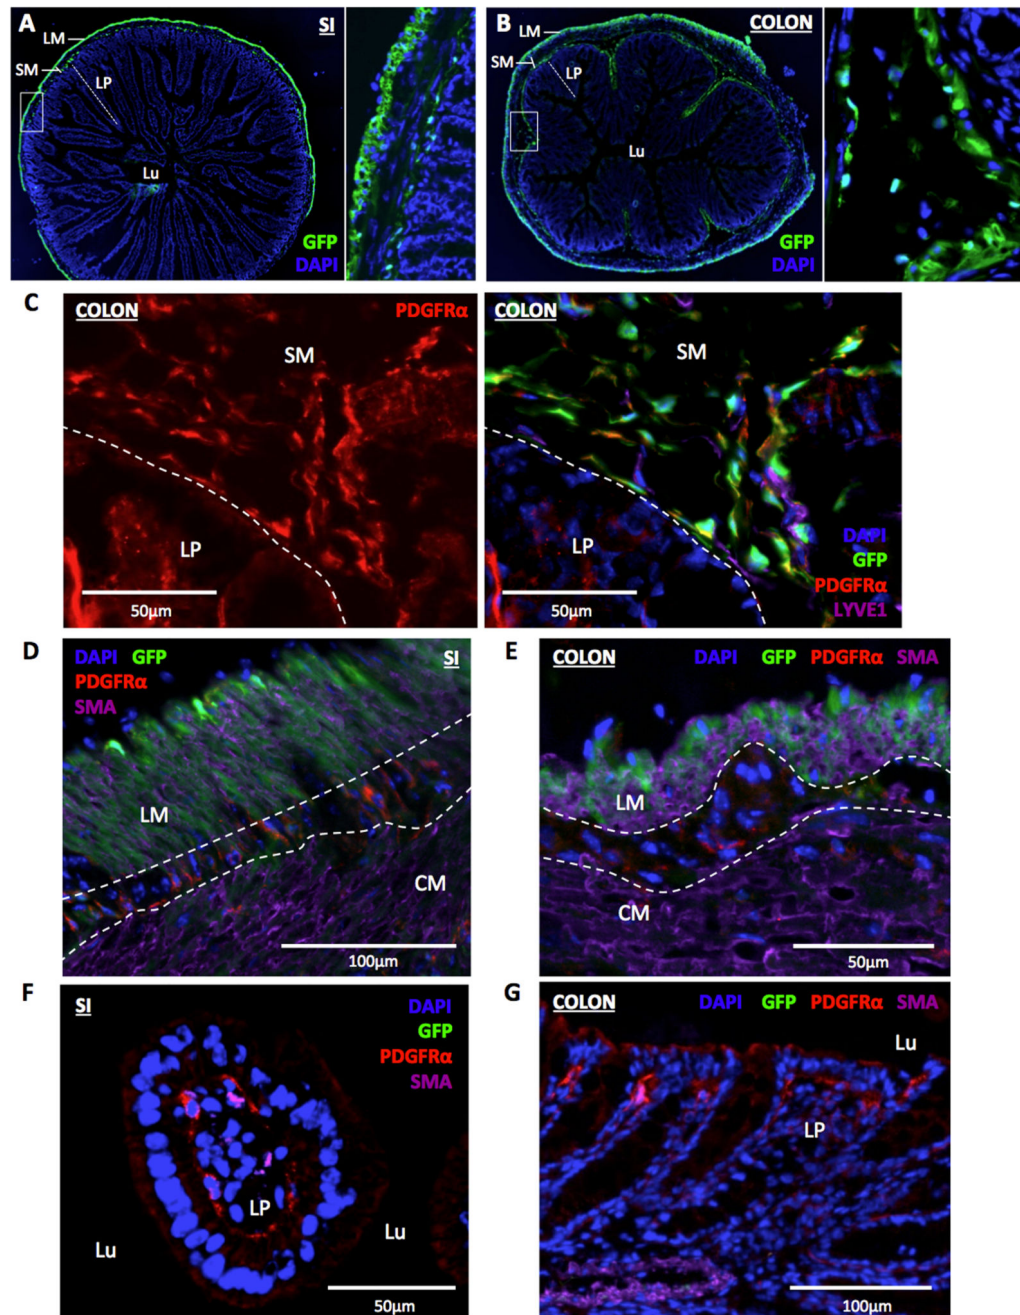 A
SI
LM
SM
LP
Lu
GFP
DAPI
B
COLON
LM
SM
LP
Lu
GFP
DAPI
C
COLON
PDGFRα
SM
LP
50µm
COLON
SM
LP
DAPI
GFP
PDGFRα
LYVE1
50µm
D
DAPI GFP
SI
PDGFRα
SMA
LM
CM
100µm
E
COLON
DAPI GFP PDGFRα SMA
LM
CM
50µm
F
SI
DAPI
GFP
PDGFRα
SMA
LP
Lu
Lu
50µm
G
COLON
DAPI GFP PDGFRα SMA
Lu
LP
100µm